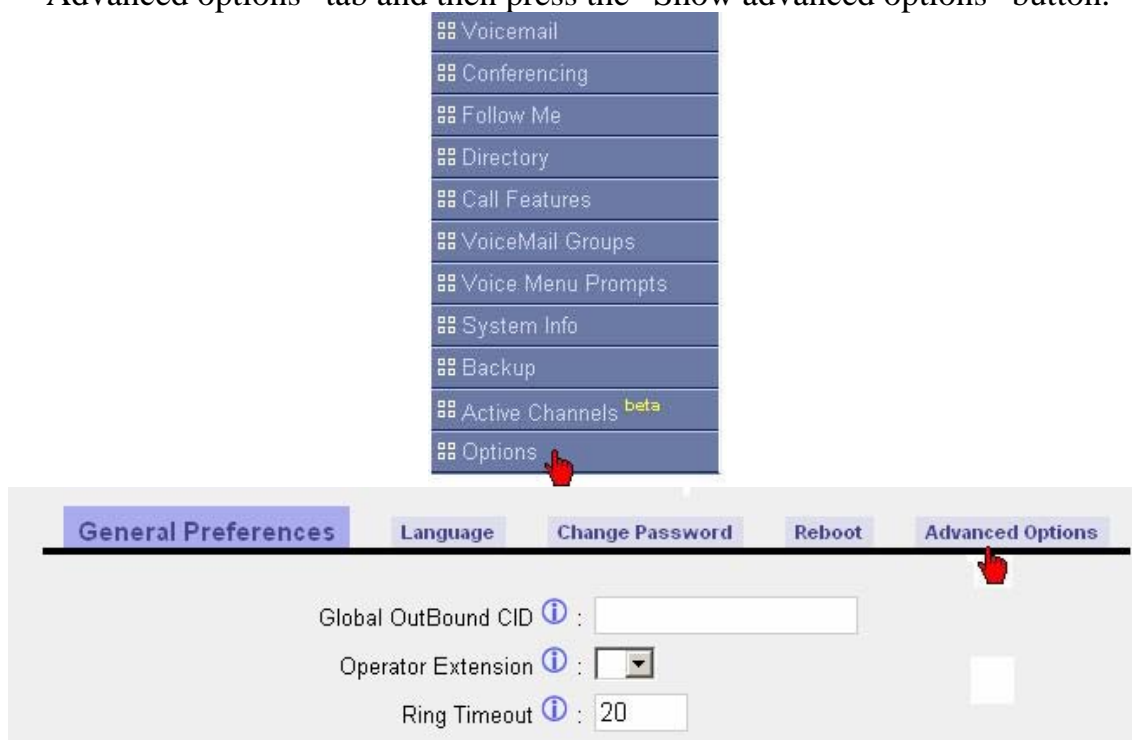 Advanced options" tab and then press the "Show advanced options" button.
Voicemail
Conferencing
Follow Me
Directory
Call Features
VoiceMail Groups
Voice Menu Prompts
System Info
Backup
Active Channels beta
Options
General Preferences Language Change Password Reboot Advanced Options
Global OutBound CID :
Operator Extension :
Ring Timeout : 20